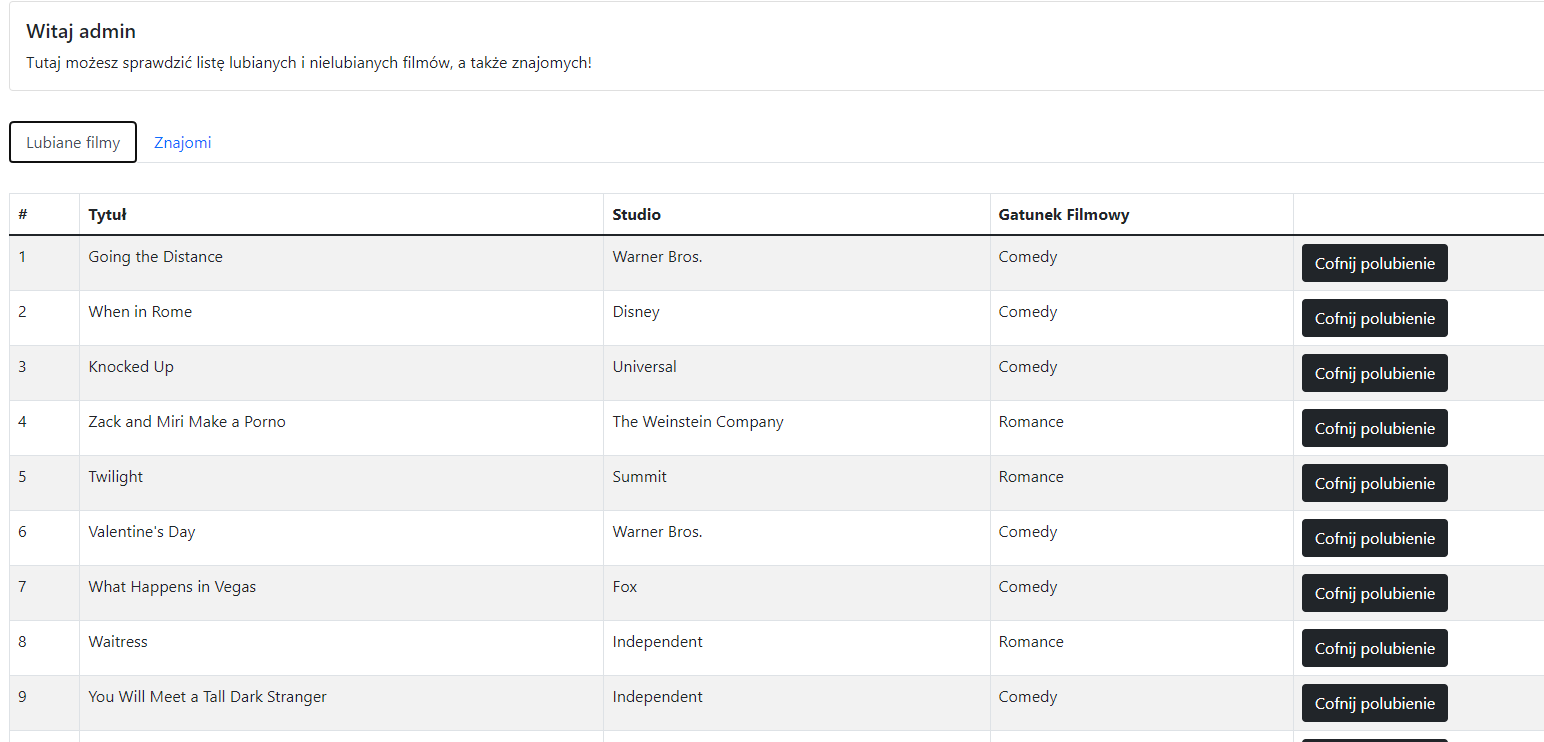 Witaj admin
Tutaj możesz sprawdzić listę lubianych i nielubianych filmów, a także znajomych!
Lubiane filmy Znajomi
# Tytuł Studio Gatunek Filmowy
1 Going the Distance Warner Bros. Comedy Cofnij polubienie
2 When in Rome Disney Comedy Cofnij polubienie
3 Knocked Up Universal Comedy Cofnij polubienie
4 Zack and Miri Make a Porno The Weinstein Company Romance Cofnij polubienie
5 Twilight Summit Romance Cofnij polubienie
6 Valentine's Day Warner Bros. Comedy Cofnij polubienie
7 What Happens in Vegas Fox Comedy Cofnij polubienie
8 Waitress Independent Romance Cofnij polubienie
9 You Will Meet a Tall Dark Stranger Independent Comedy Cofnij polubienie